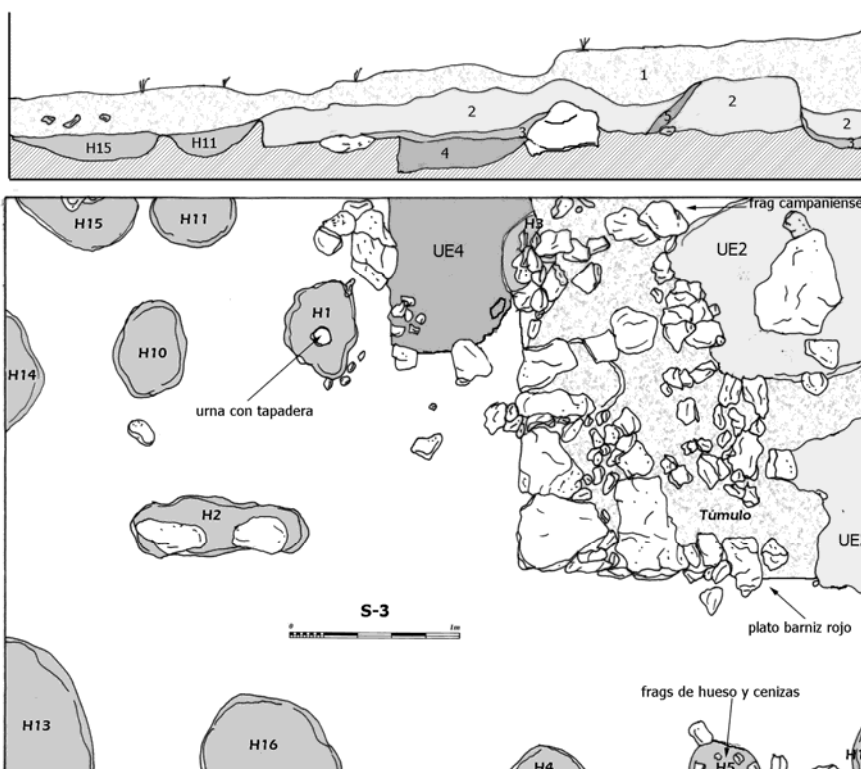 1
2
2
5
2
3
3
4
H15
H11
frag campaniense
H15
H11
H3
UE4
UE2
H1
H10
H14
urna con tapadera
H2
Túmulo
UE
S-3
0 1m
plato barniz rojo
frags de hueso y cenizas
H13
H16
H4
H5